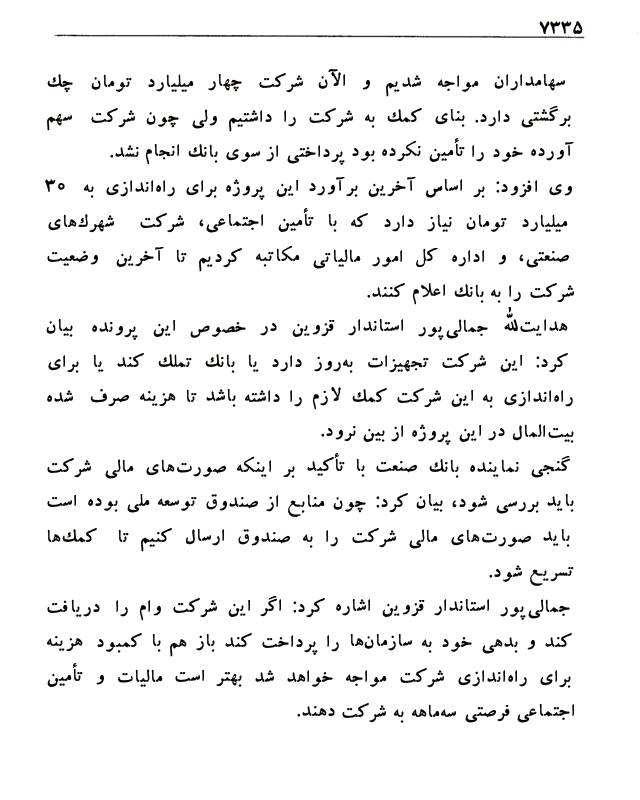 ۷۳۳۵
سهامداران مواجه شدیم و الآن شرکت چهار میلیارد تومان چك
برگشتی دارد. بنای کمك به شرکت را داشتیم ولی چون شرکت سهم
آورده خود را تأمین نکرده بود پرداختی از سوی بانك انجام نشد.
وی افزود: بر اساس آخرین برآورد این پروژه برای راه‌اندازی به ۳۰
میلیارد تومان نیاز دارد که با تأمین اجتماعی، شرکت شهرك‌های
صنعتی، و اداره کل امور مالیاتی مکاتبه کردیم تا آخرین وضعیت
شرکت را به بانك اعلام کنند.
هدایت‌الله جمالی‌پور استاندار قزوین در خصوص این پرونده بیان
کرد: این شرکت تجهیزات به‌روز دارد یا بانك تملك کند یا برای
راه‌اندازی به این شرکت کمك لازم را داشته باشد تا هزینه صرف شده
بیت‌المال در این پروژه از بین نرود.
گنجی نماینده بانك صنعت با تأکید بر اینکه صورت‌های مالی شرکت
باید بررسی شود، بیان کرد: چون منابع از صندوق توسعه ملی بوده است
باید صورت‌های مالی شرکت را به صندوق ارسال کنیم تا کمك‌ها
تسریع شود.
جمالی‌پور استاندار قزوین اشاره کرد: اگر این شرکت وام را دریافت
کند و بدهی خود به سازمان‌ها را پرداخت کند باز هم با کمبود هزینه
برای راه‌اندازی شرکت مواجه خواهد شد بهتر است مالیات و تأمین
اجتماعی فرصتی سه‌ماهه به شرکت دهند.